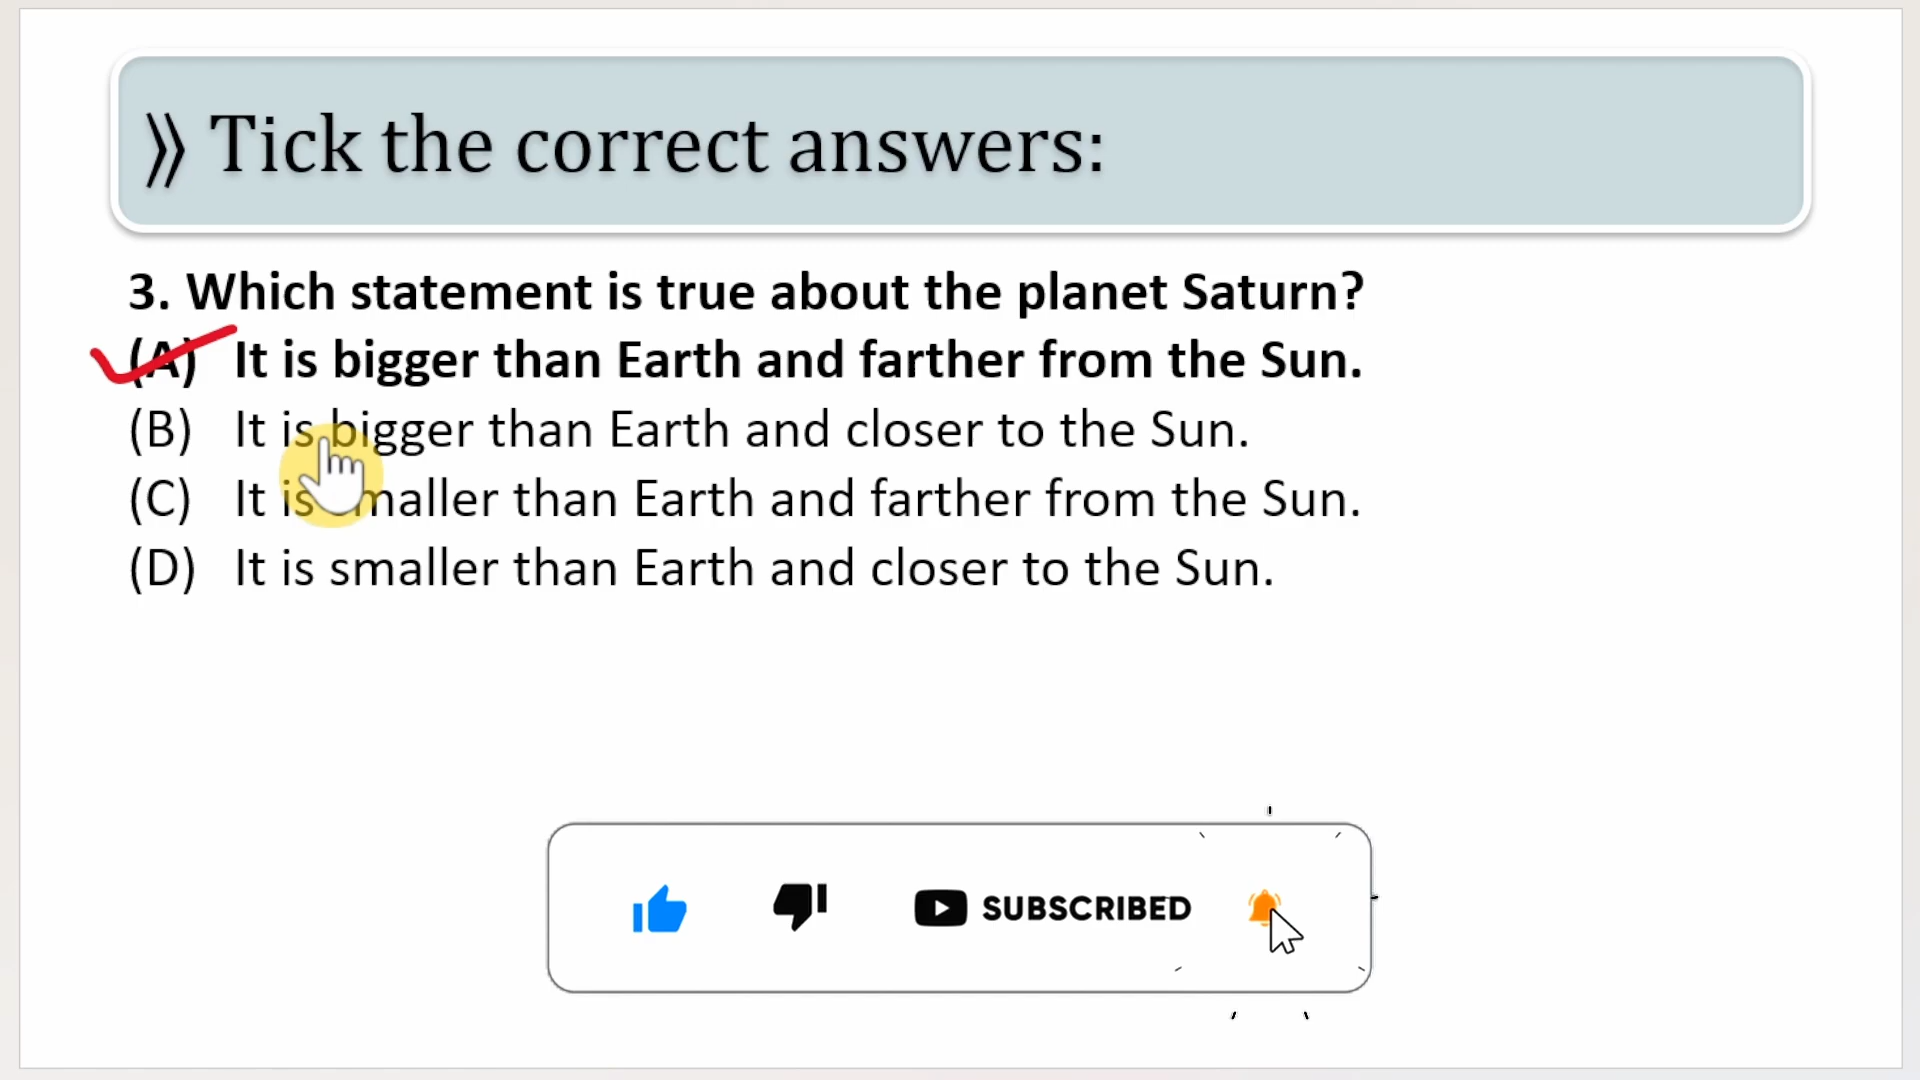 ⟫ Tick the correct answers:
3. Which statement is true about the planet Saturn?
(A) It is bigger than Earth and farther from the Sun.
(B) It is bigger than Earth and closer to the Sun.
(C) It is smaller than Earth and farther from the Sun.
(D) It is smaller than Earth and closer to the Sun.
SUBSCRIBED